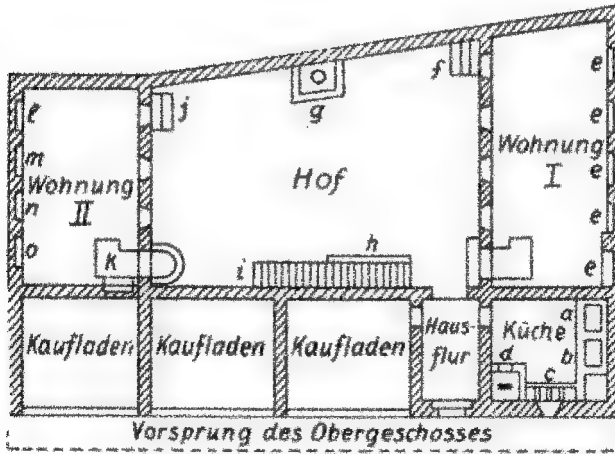 f
e
g
j
l
e
m
Wohnung
II
Hof
e
Wohnung
I
n
e
o
k
i
h
e
Kaufladen
Kaufladen
Kaufladen
Haus-
flur
Küche
a
b
d
c
Vorsprung des Obergeschosses